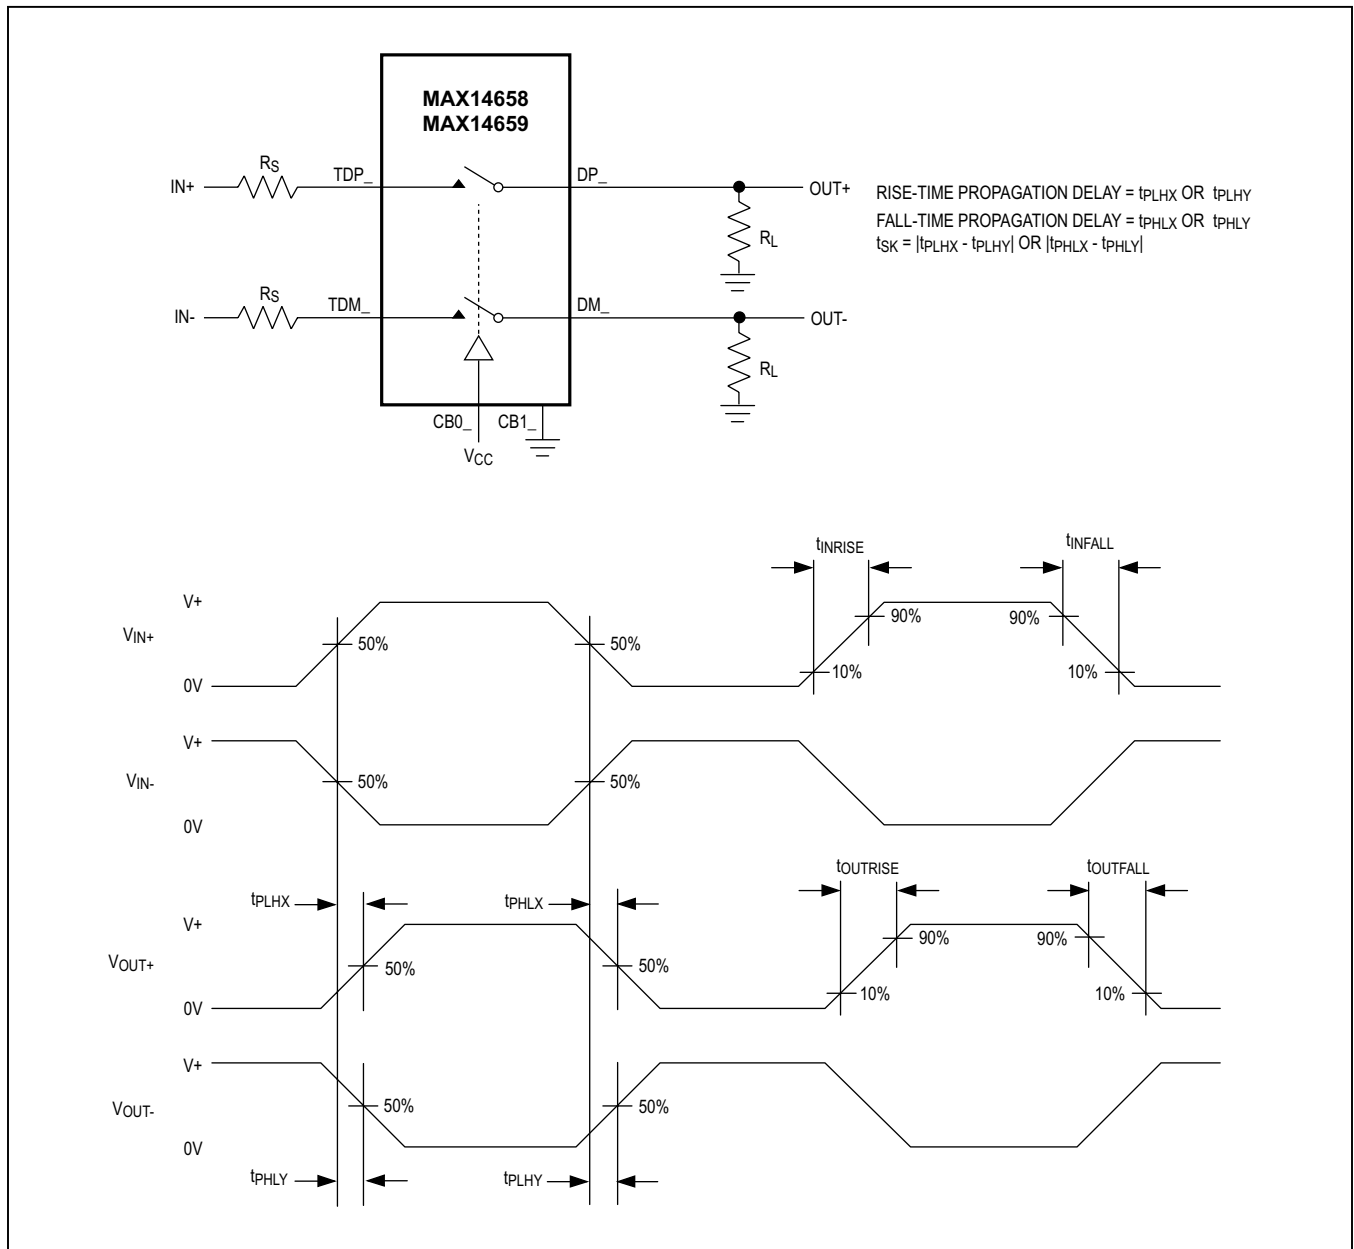 MAX14658
MAX14659
RS
IN+
TDP_
DP_
OUT+
RL
RS
IN-
TDM_
DM_
OUT-
RL
CB0_
CB1_
VCC
RISE-TIME PROPAGATION DELAY = tPLHX OR tPLHY
FALL-TIME PROPAGATION DELAY = tPHLX OR tPHLY
tSK = |tPLHX - tPLHY| OR |tPHLX - tPHLY|
tINRISE
tINFALL
V+
VIN+
0V
50%
50%
90%
10%
90%
10%
V+
VIN-
0V
50%
50%
tOUTRISE
tOUTFALL
tPLHX
tPHLX
V+
VOUT+
0V
50%
50%
90%
10%
90%
10%
V+
VOUT-
0V
50%
50%
tPHLY
tPLHY